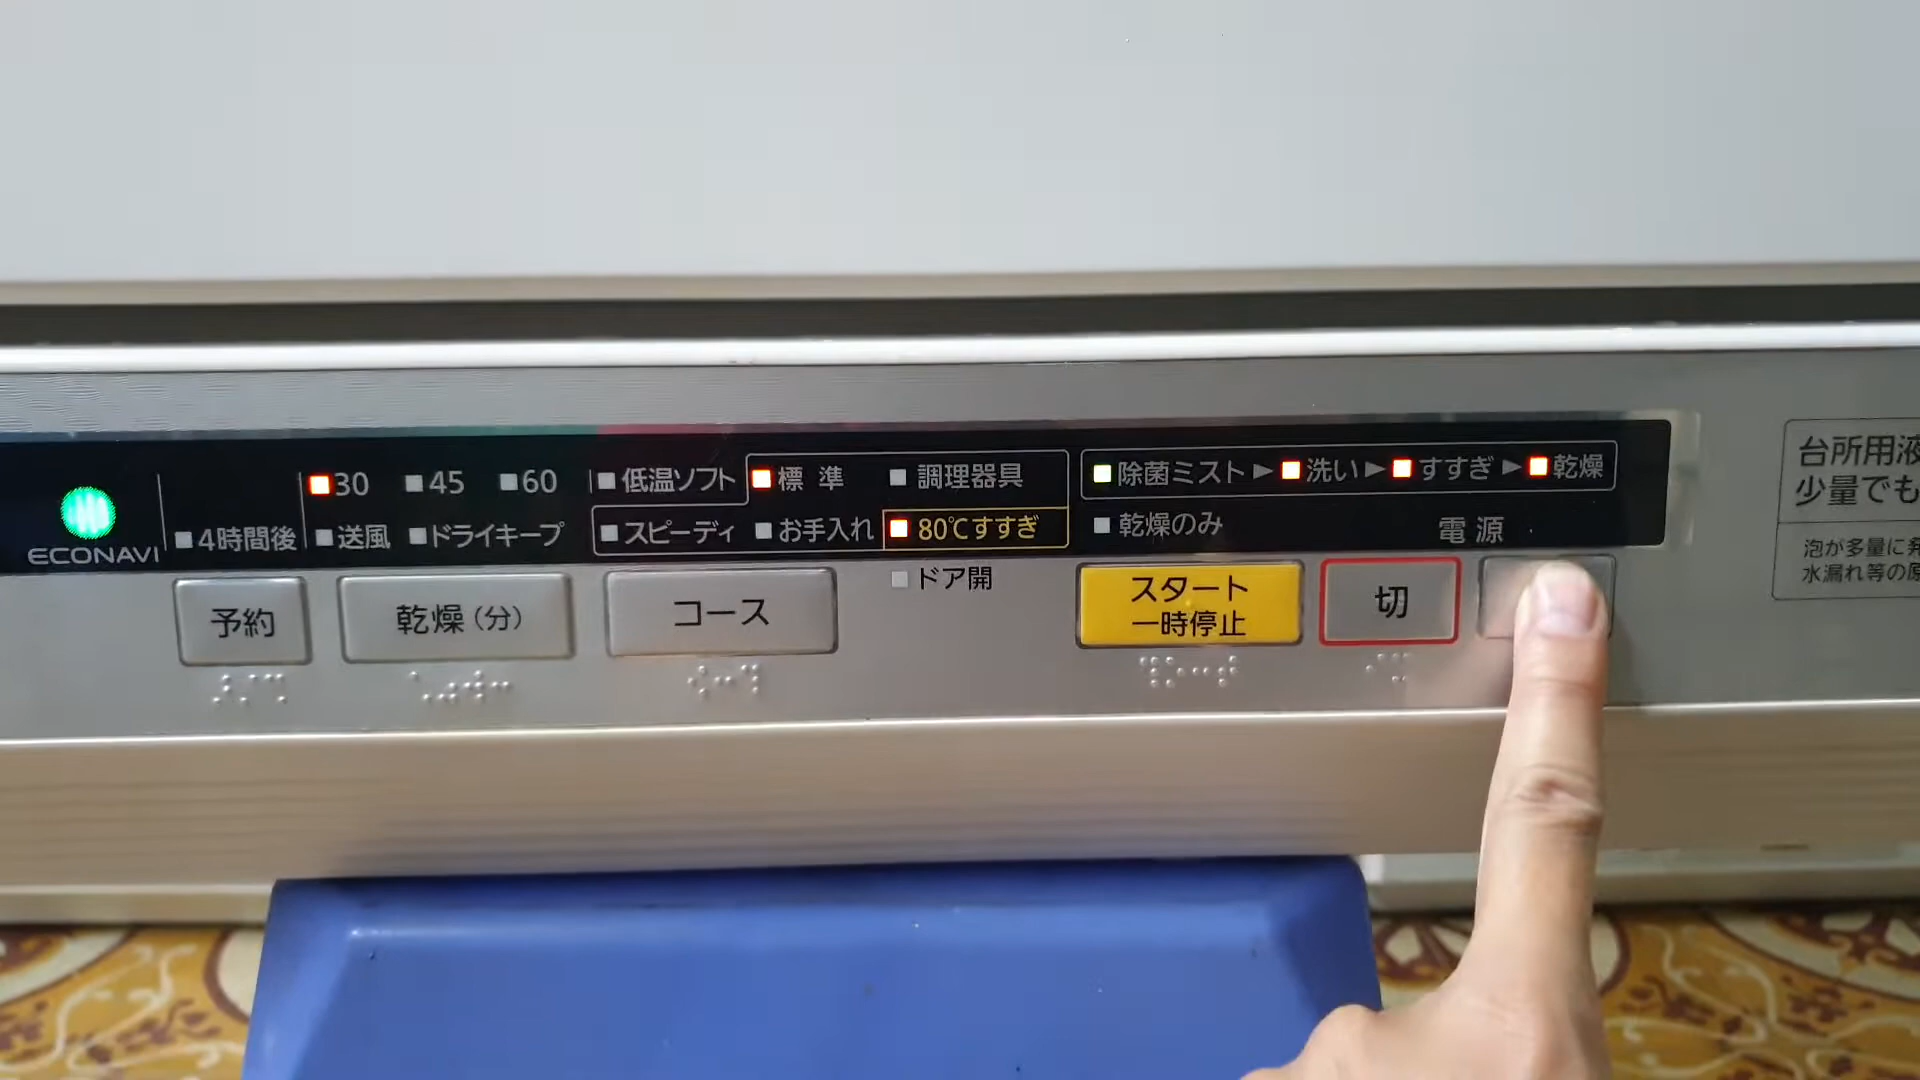 30 45 60
低温ソフト 標準 調理器具
除菌ミスト▶洗い▶すすぎ▶乾燥
ECONAVI
4時間後 送風 ドライキープ
スピーディ お手入れ 80℃すすぎ
乾燥のみ
電源
ドア開
予約
乾燥(分)
コース
スタート
一時停止
切
台所用液
少量でも
泡が多量に発
水漏れ等の原